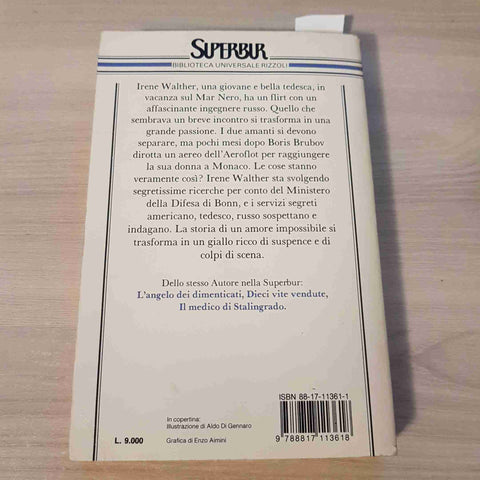 SUPERBUR
BIBLIOTECA UNIVERSALE RIZZOLI
Irene Walther, una giovane e bella tedesca, in
vacanza sul Mar Nero, ha un flirt con un
affascinante ingegnere russo. Quello che
sembrava un breve incontro si trasforma in una
grande passione. I due amanti si devono
separare, ma pochi mesi dopo Boris Brubov
dirotta un aereo dell'Aeroflot per raggiungere
la sua donna a Monaco. Le cose stanno
veramente così? Irene Walther sta svolgendo
segretissime ricerche per conto del Ministero
della Difesa di Bonn, e i servizi segreti
americano, tedesco, russo sospettano e
indagano. La storia di un amore impossibile si
trasforma in un giallo ricco di suspence e di
colpi di scena.
Dello stesso Autore nella Superbur:
L'angelo dei dimenticati, Dieci vite vendute,
Il medico di Stalingrado.
ISBN 88-17-11361-1
In copertina:
Illustrazione di Aldo Di Gennaro
L. 9.000
Grafica di Enzo Aimini
9 788817 113618